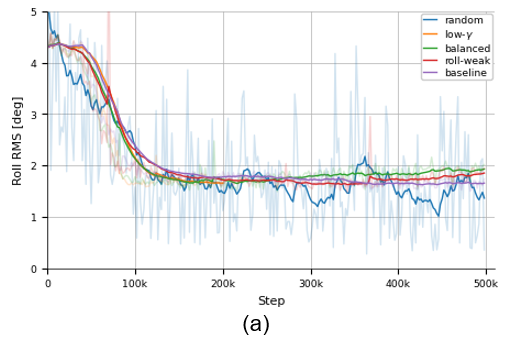 5
4
3
2
1
0
Roll RMS [deg]
random
low-γ
balanced
roll-weak
baseline
0
100k
200k
300k
400k
500k
Step
(a)